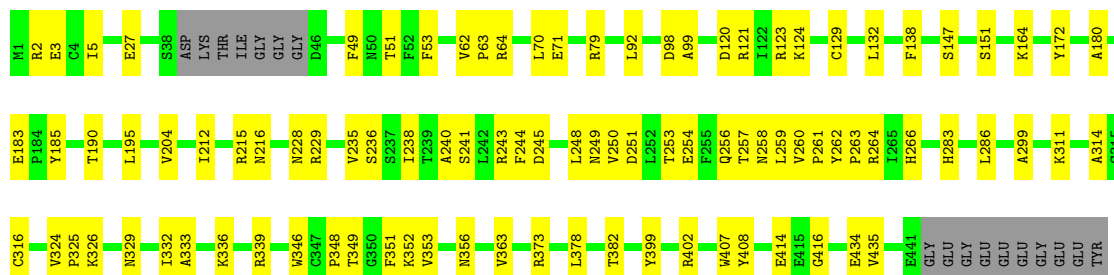 M1 R2 E3 C4 I5 E27 S38 ASP LYS THR ILE GLY GLY GLY D46 F49 N50 T51 F52 F53 V62 P63 R64 L70 E71 R79 L92 D98 A99 D120 R121 I122 R123 K124 C129 L132 F138 S147 S151 K164 Y172 A180
E183 P184 Y185 T190 L195 V204 I212 R215 N216 N228 R229 V235 S236 S237 I238 T239 A240 S241 L242 R243 F244 D245 L248 N249 V250 D251 L252 T253 E254 F255 Q256 T257 N258 L259 V260 P261 Y262 P263 R264 I265 H266 H283 L286 A299 K311 A314
C316 V324 P325 K326 N329 I332 A333 K336 R339 W346 C347 P348 T349 G350 F351 K352 V353 N356 V363 R373 L378 T382 Y399 R402 W407 Y408 E414 E415 G416 E434 V435 E441 GLY GLU GLY GLU GLU GLU GLY GLU GLU TYR